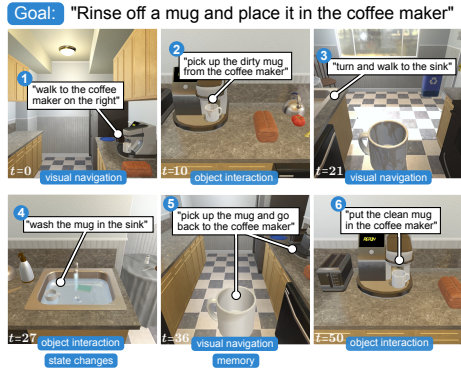 Goal: "Rinse off a mug and place it in the coffee maker"
1
"walk to the coffee
maker on the right"
t=0
visual navigation
2
"pick up the dirty mug
from the coffee maker"
t=10
object interaction
3
"turn and walk to the sink"
t=21
visual navigation
4
"wash the mug in the sink"
t=27
object interaction
state changes
5
"pick up the mug and go
back to the coffee maker"
t=36
visual navigation
memory
6
"put the clean mug
in the coffee maker"
t=50
object interaction